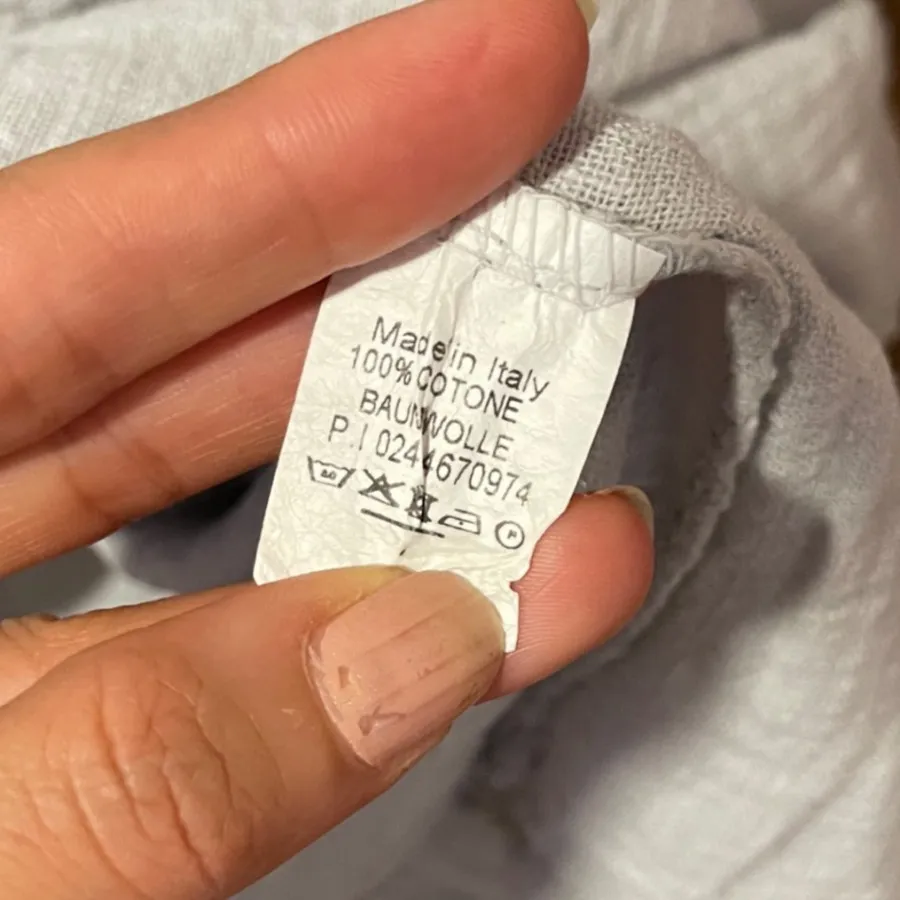 Made in Italy
100% COTONE
BAUMWOLLE
P.I 0244670974
P